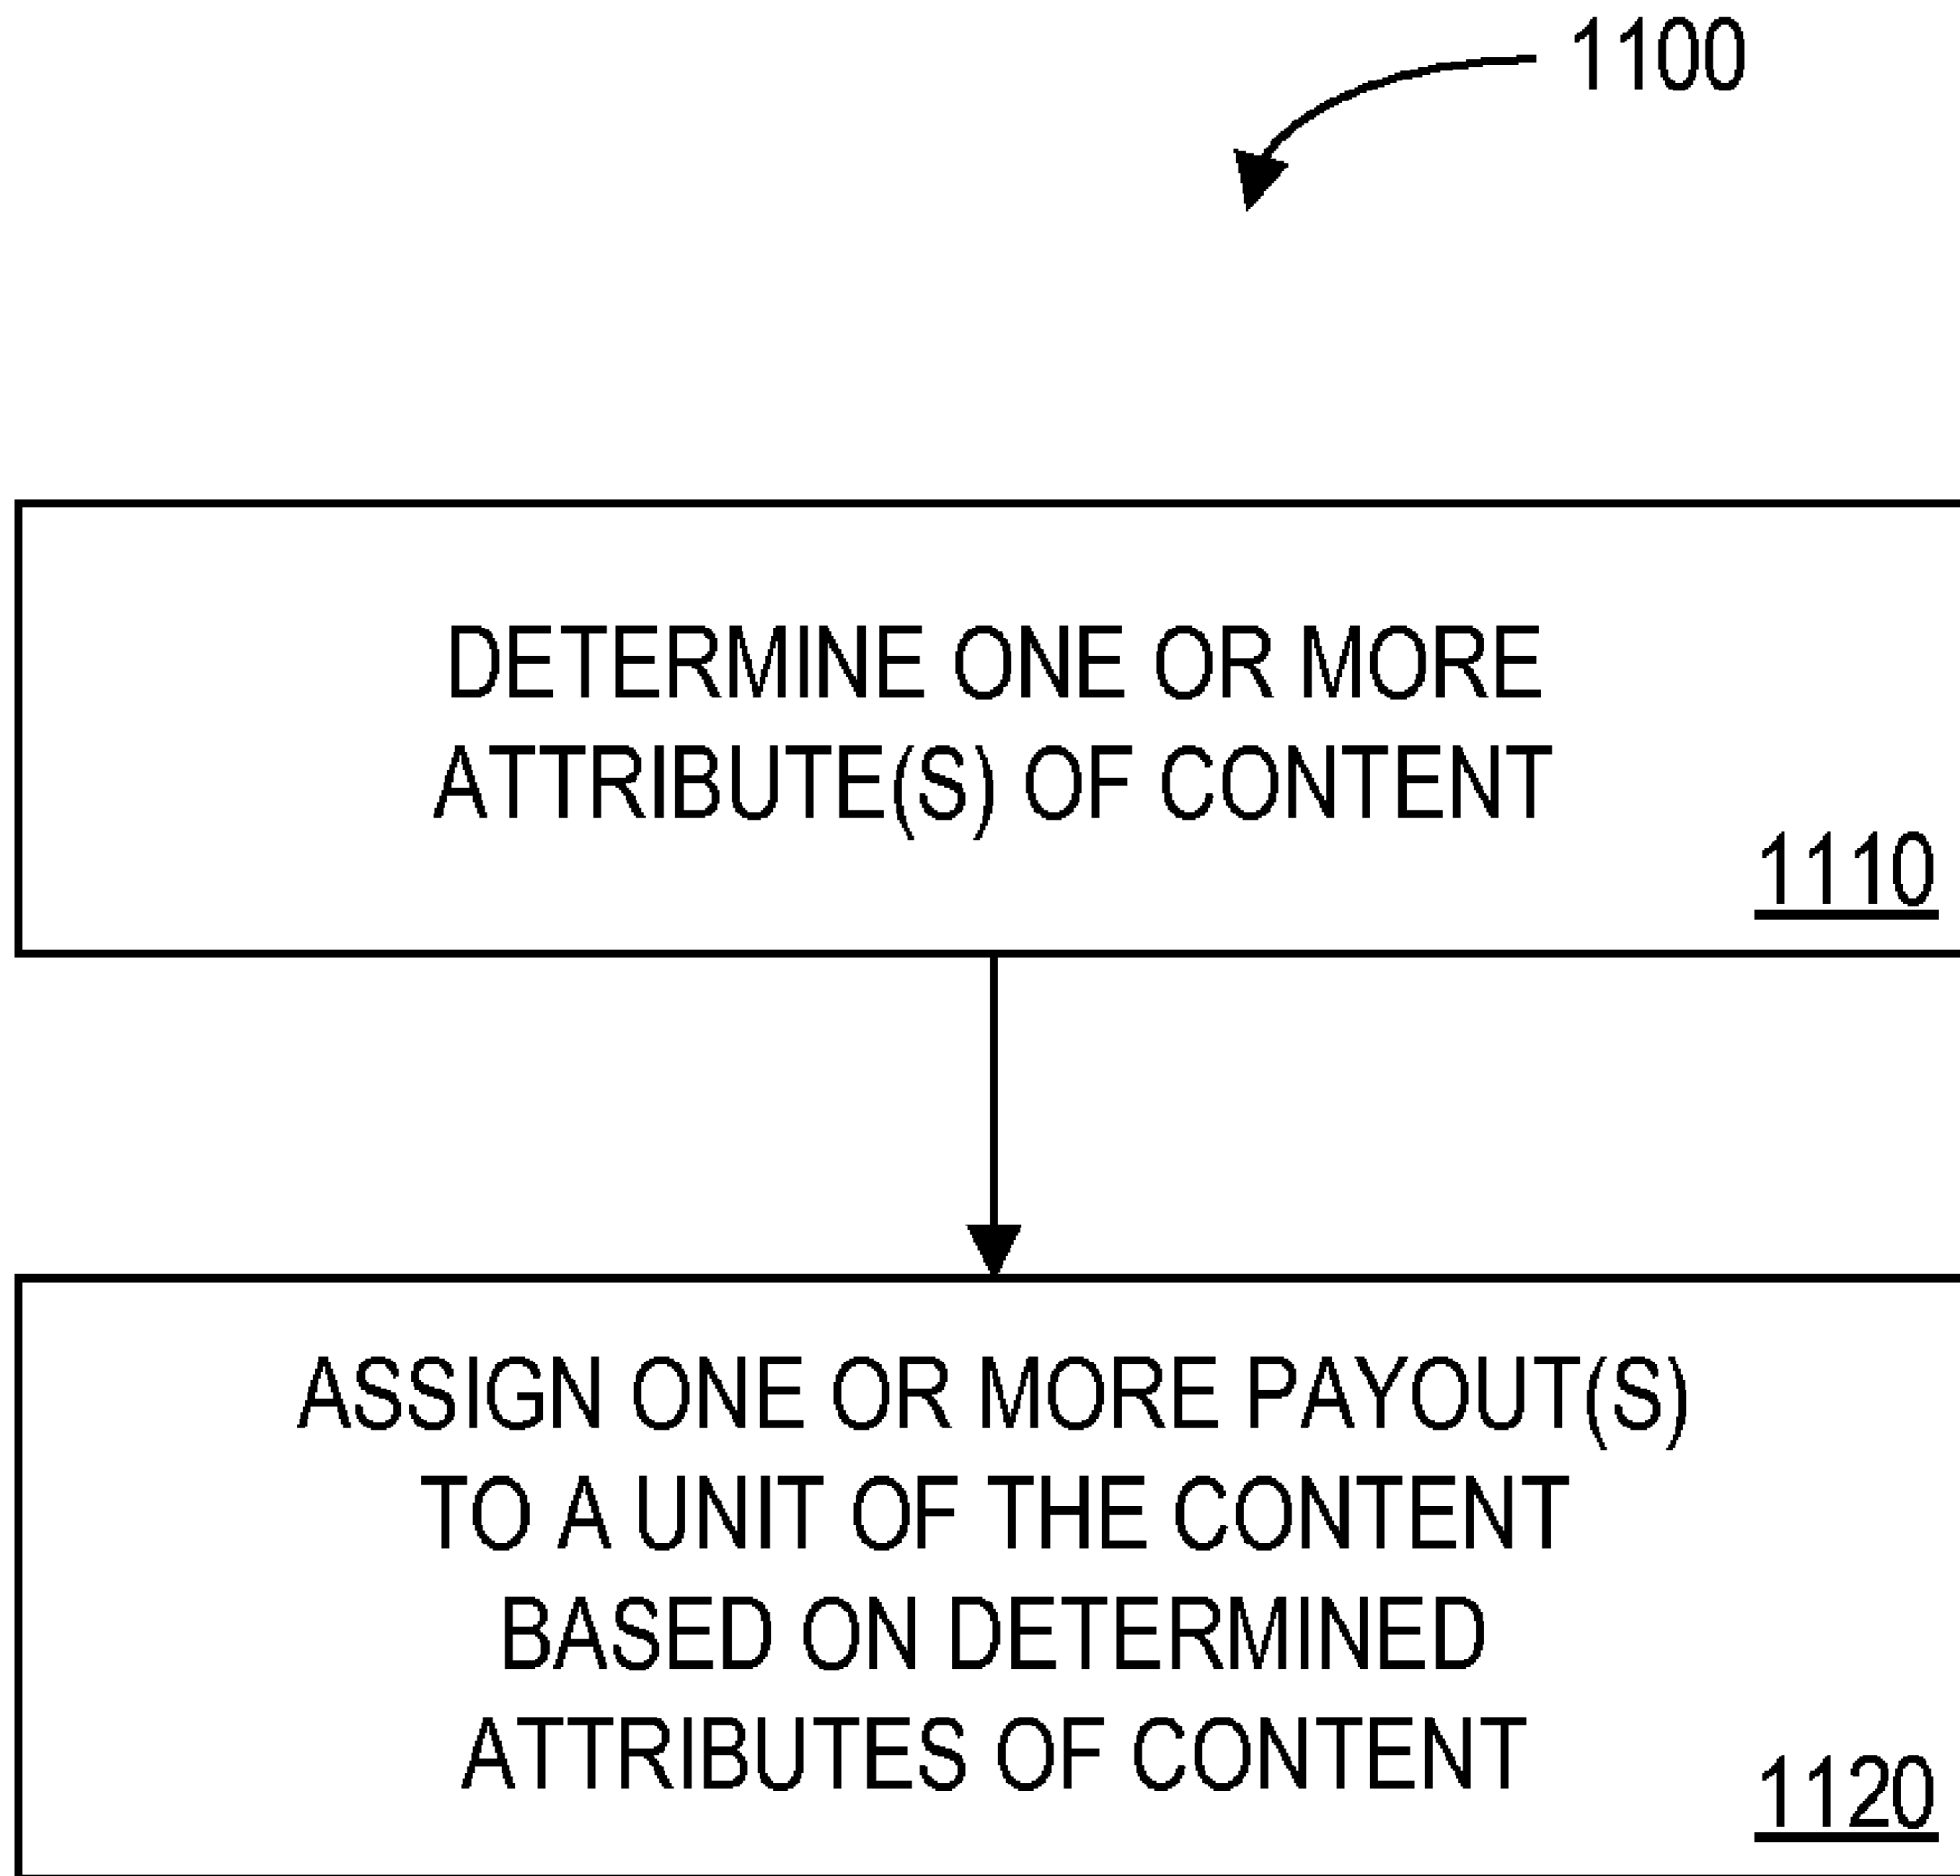 1100
DETERMINE ONE OR MORE
ATTRIBUTE(S) OF CONTENT
1110
ASSIGN ONE OR MORE PAYOUT(S)
TO A UNIT OF THE CONTENT
BASED ON DETERMINED
ATTRIBUTES OF CONTENT
1120